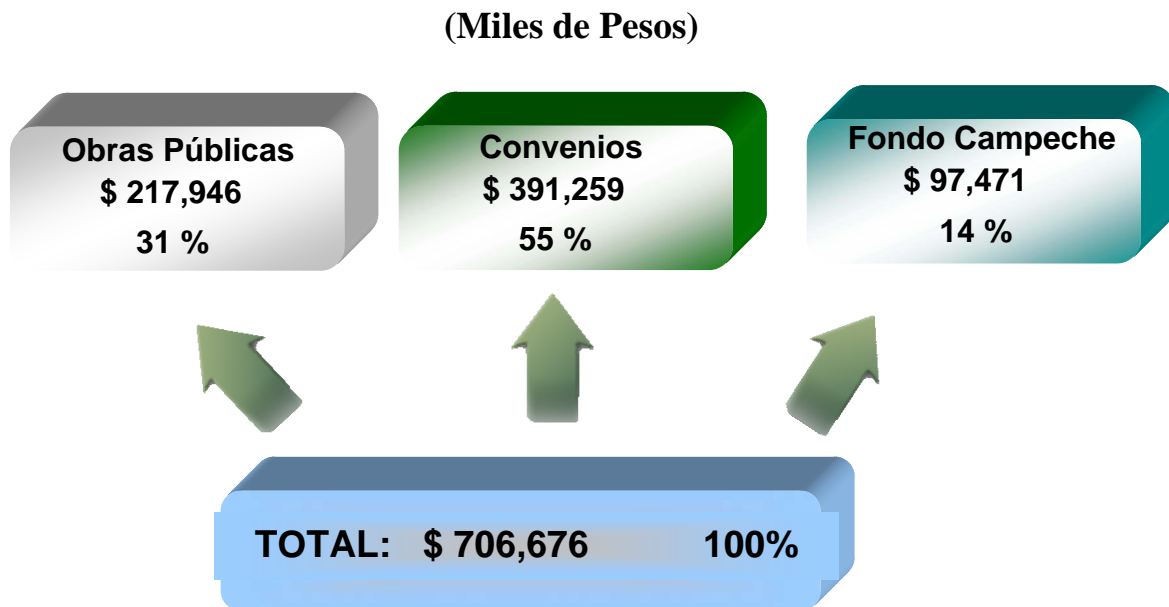 (Miles de Pesos)
Obras Públicas
$ 217,946
31 %
Convenios
$ 391,259
55 %
Fondo Campeche
$ 97,471
14 %
TOTAL: $ 706,676 100%